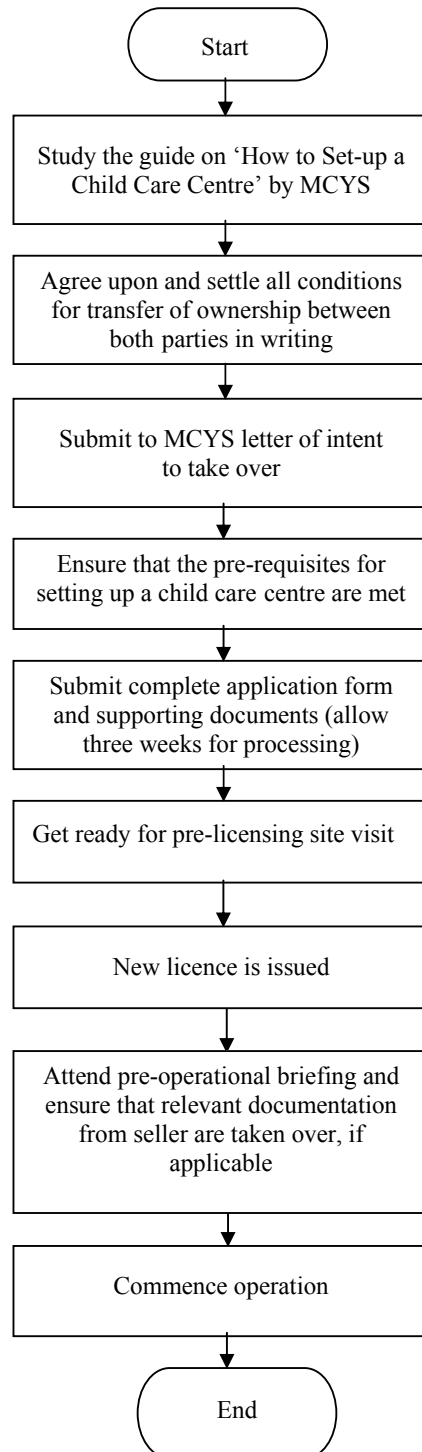 Start
Study the guide on ‘How to Set-up a
Child Care Centre’ by MCYS
Agree upon and settle all conditions
for transfer of ownership between
both parties in writing
Submit to MCYS letter of intent
to take over
Ensure that the pre-requisites for
setting up a child care centre are met
Submit complete application form
and supporting documents (allow
three weeks for processing)
Get ready for pre-licensing site visit
New licence is issued
Attend pre-operational briefing and
ensure that relevant documentation
from seller are taken over, if
applicable
Commence operation
End